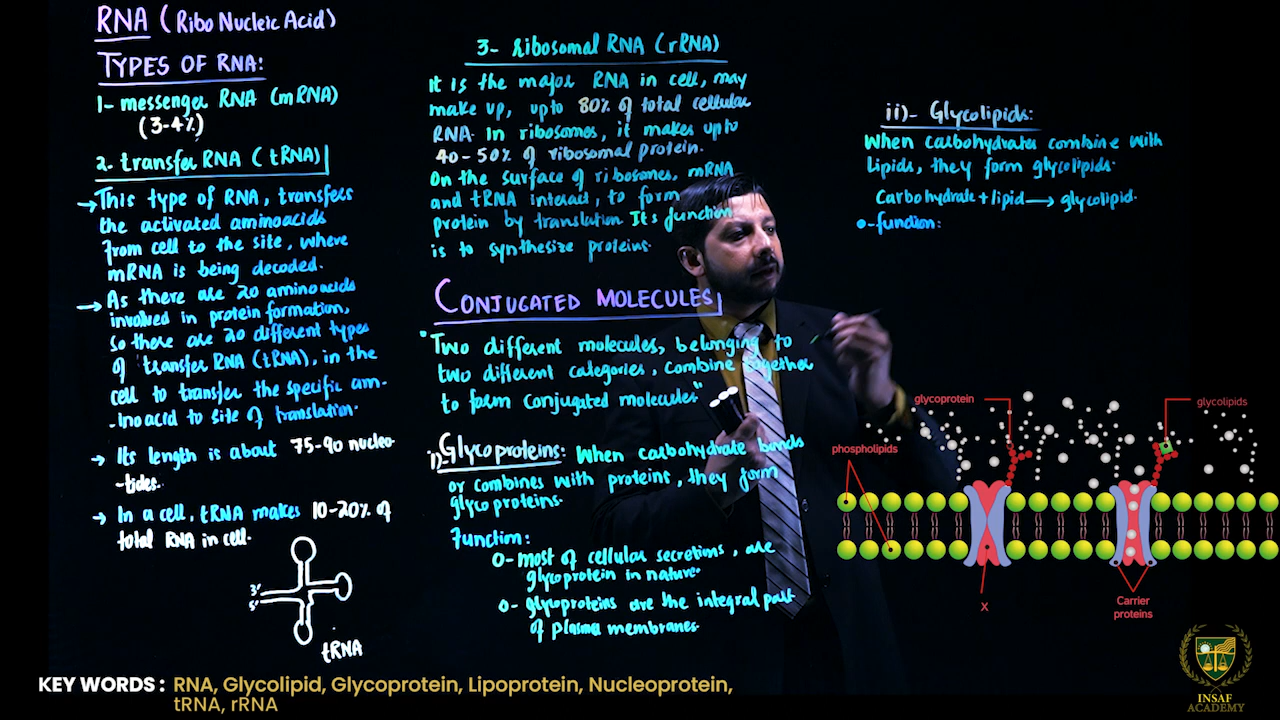 RNA (Ribo Nucleic Acid)
TYPES OF RNA:
1- messenger RNA (mRNA)
(3-4%)
2. transfer RNA (tRNA)
→ This type of RNA, transfers
the activated aminoacids
from cell to the site, where
mRNA is being decoded.
→ As there are 20 aminoacids
involved in protein formation,
so there are 20 different types
of transfer RNA (tRNA), in the
cell to transfer the specific am-
-inoacid to site of translation.
→ Its length is about 75-90 nucleo-
-tides.
→ In a cell, tRNA makes 10-20% of
total RNA in cell.
3'
5'
tRNA
3- Ribosomal RNA (rRNA)
It is the major RNA in cell, may
make up, upto 80% of total cellular
RNA. In ribosomes, it makes upto
40-50% of ribosomal protein.
On the surface of ribosomes, mRNA
and tRNA interact, to form
protein by translation. It's function
is to synthesize proteins.
CONJUGATED MOLECULES
"Two different molecules, belonging to
two different categories, combine together
to form conjugated molecules"
i) Glycoproteins: When carbohydrate bonds
or combines with proteins, they form
glycoproteins.
Function:
o- most of cellular secretions, are
glycoprotein in nature.
o- glycoproteins are the integral part
of plasma membranes.
ii)- Glycolipids:
When carbohydrates combine with
lipids, they form glycolipids.
Carbohydrate + lipid → glycolipid.
o-function:
glycoprotein
glycolipids
phospholipids
X
Carrier
proteins
KEY WORDS : RNA, Glycolipid, Glycoprotein, Lipoprotein, Nucleoprotein,
tRNA, rRNA
INSAF
ACADEMY